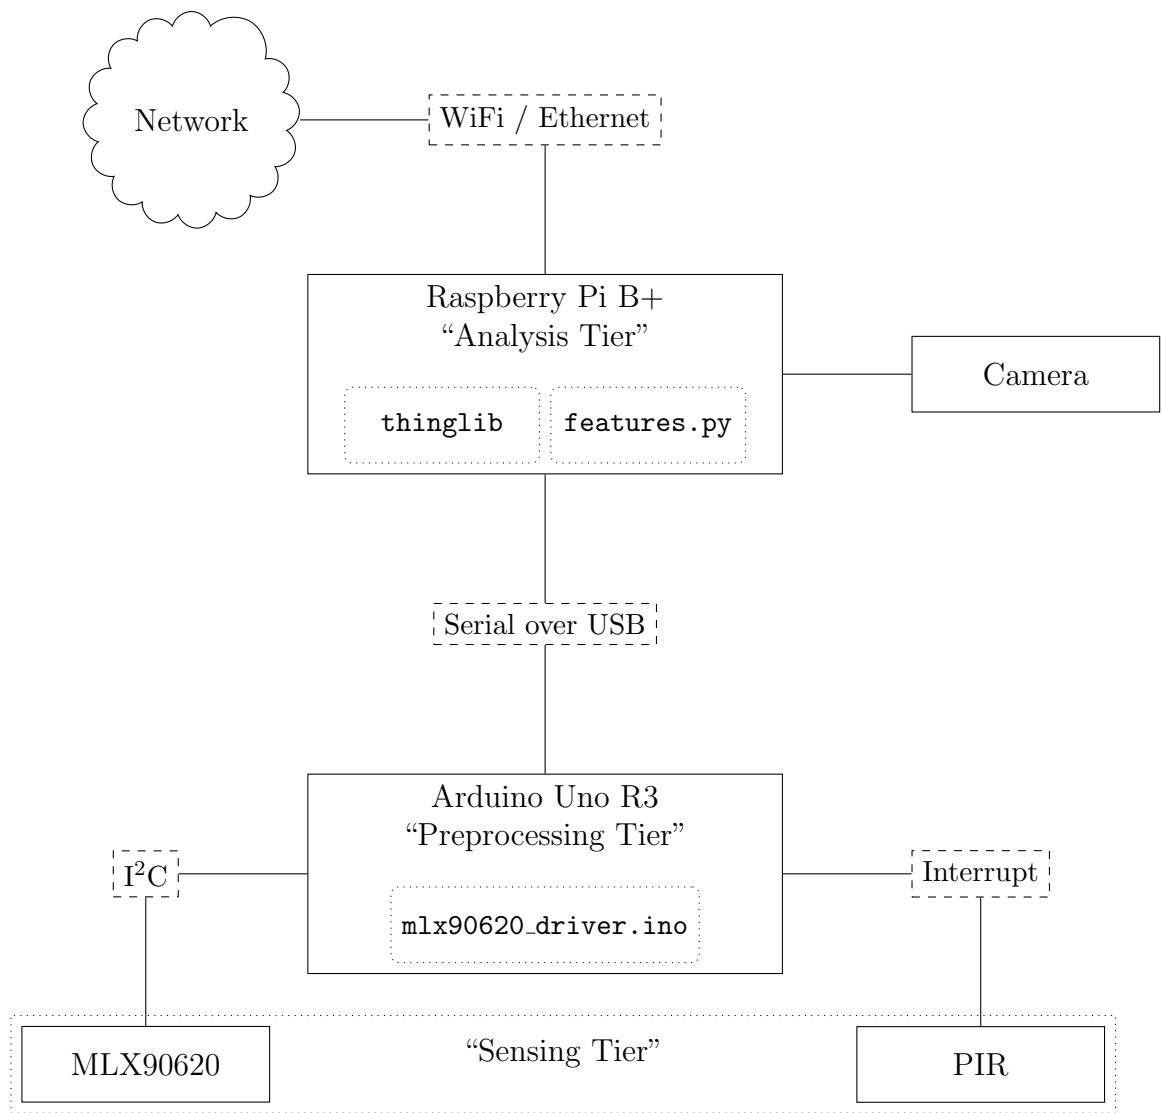 Network
WiFi / Ethernet
Raspberry Pi B+
“Analysis Tier”
Camera
thinglib
features.py
Serial over USB
Arduino Uno R3
“Preprocessing Tier”
I²C
Interrupt
mlx90620_driver.ino
“Sensing Tier”
MLX90620
PIR